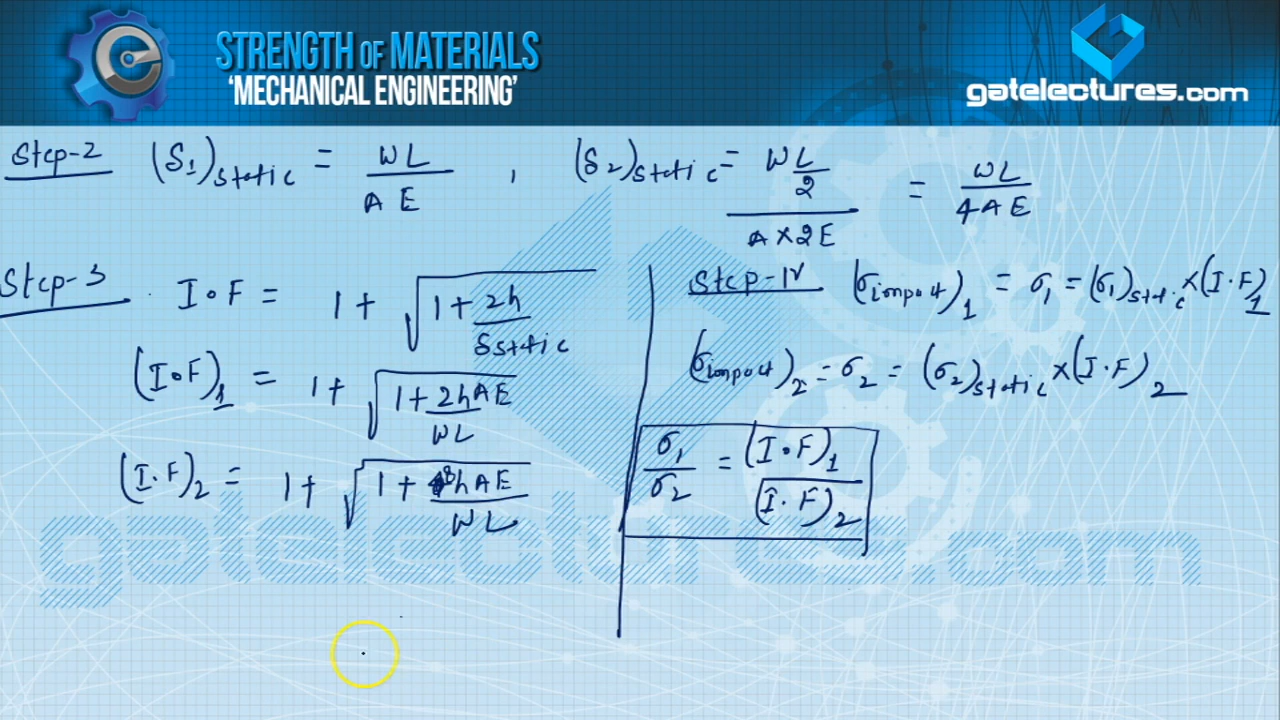 STRENGTH OF MATERIALS
'MECHANICAL ENGINEERING'
gatelectures.com
Step-2 (δ1)static = WL / AE , (δ2)static = (WL/2) / (A×2E) = WL / 4AE
Step-3 I.F = 1 + √(1 + 2h / δstatic)
(I.F)1 = 1 + √(1 + 2hAE / WL)
(I.F)2 = 1 + √(1 + 8hAE / WL)
Step-IV (σimpact)1 = σ1 = (σ1)static × (I.F)1
(σimpact)2 = σ2 = (σ2)static × (I.F)2
σ1 / σ2 = (I.F)1 / (I.F)2
gatelectures.com